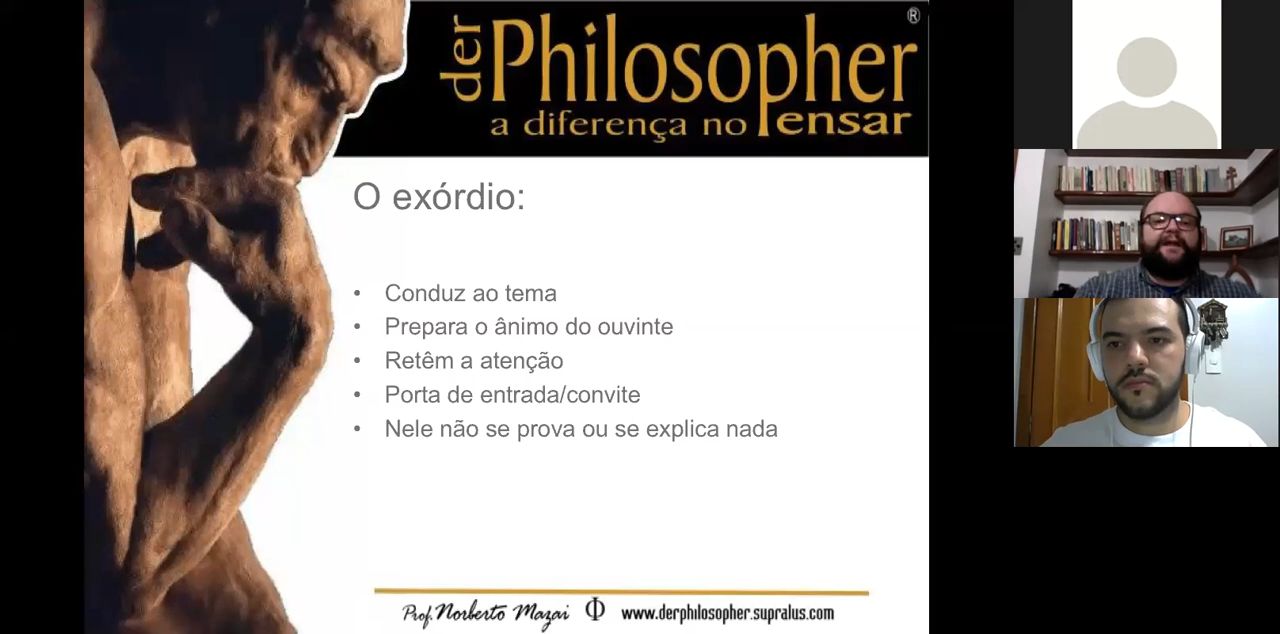 der Philosopher ®
a diferença no Pensar
O exórdio:
• Conduz ao tema
• Prepara o ânimo do ouvinte
• Retêm a atenção
• Porta de entrada/convite
• Nele não se prova ou se explica nada
Prof. Norberto Mazai Φ www.derphilosopher.supralus.com